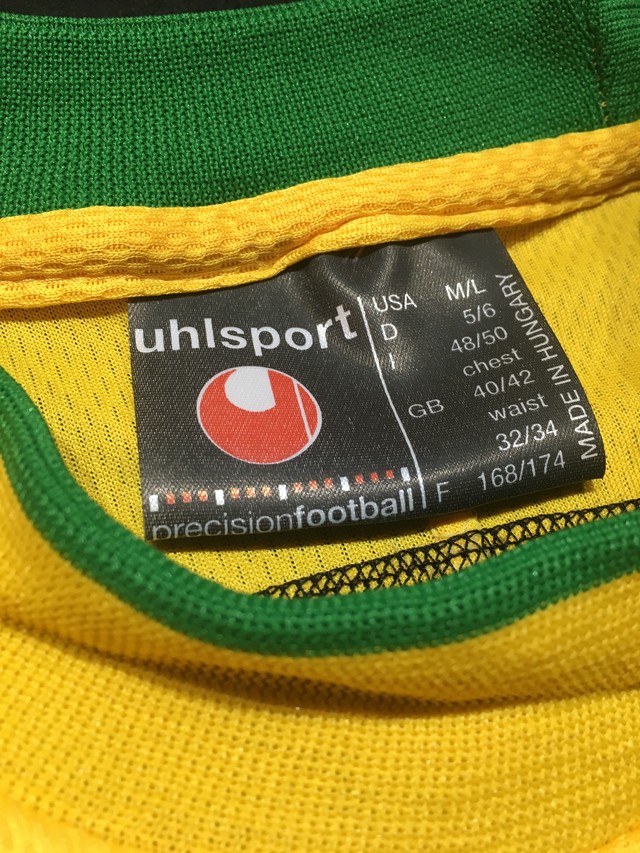 uhlsport
precisionfootball
USA M/L
D 5/6
I 48/50
chest
GB 40/42
waist
32/34
F 168/174
MADE IN HUNGARY